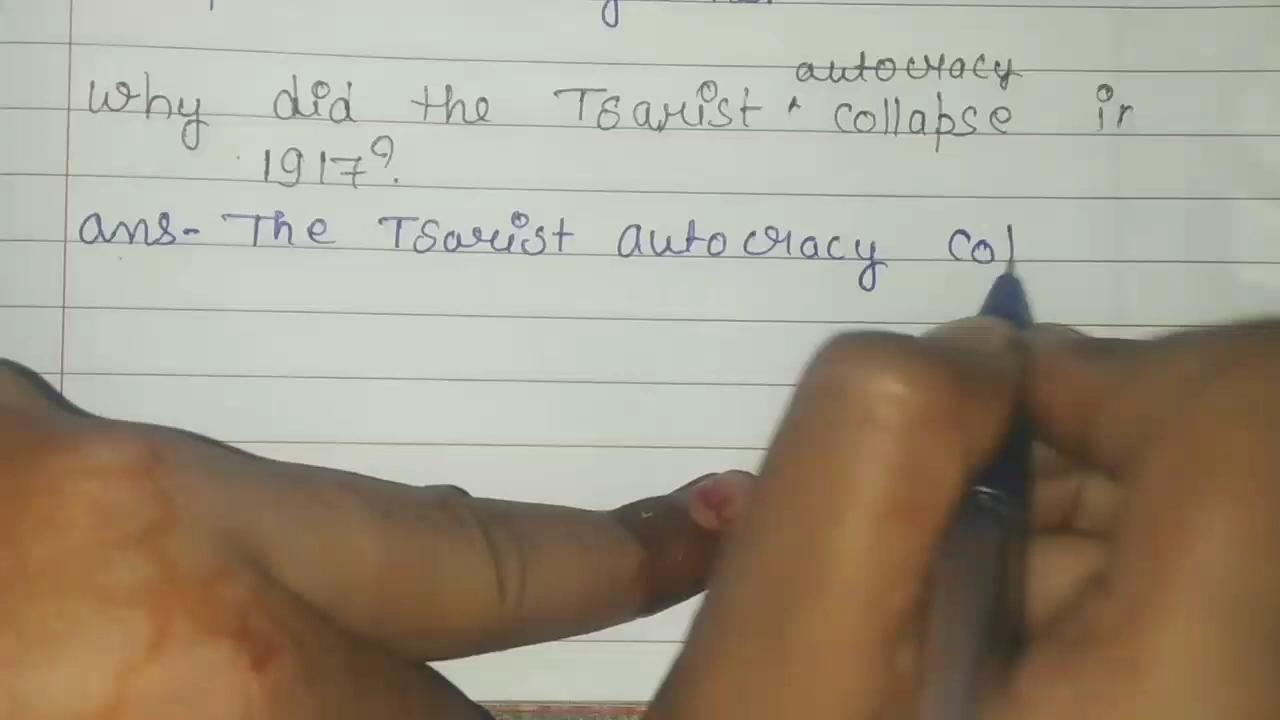 autocracy
Why did the Tsarist ^ collapse in
1917?
ans- The Tsarist autocracy Col